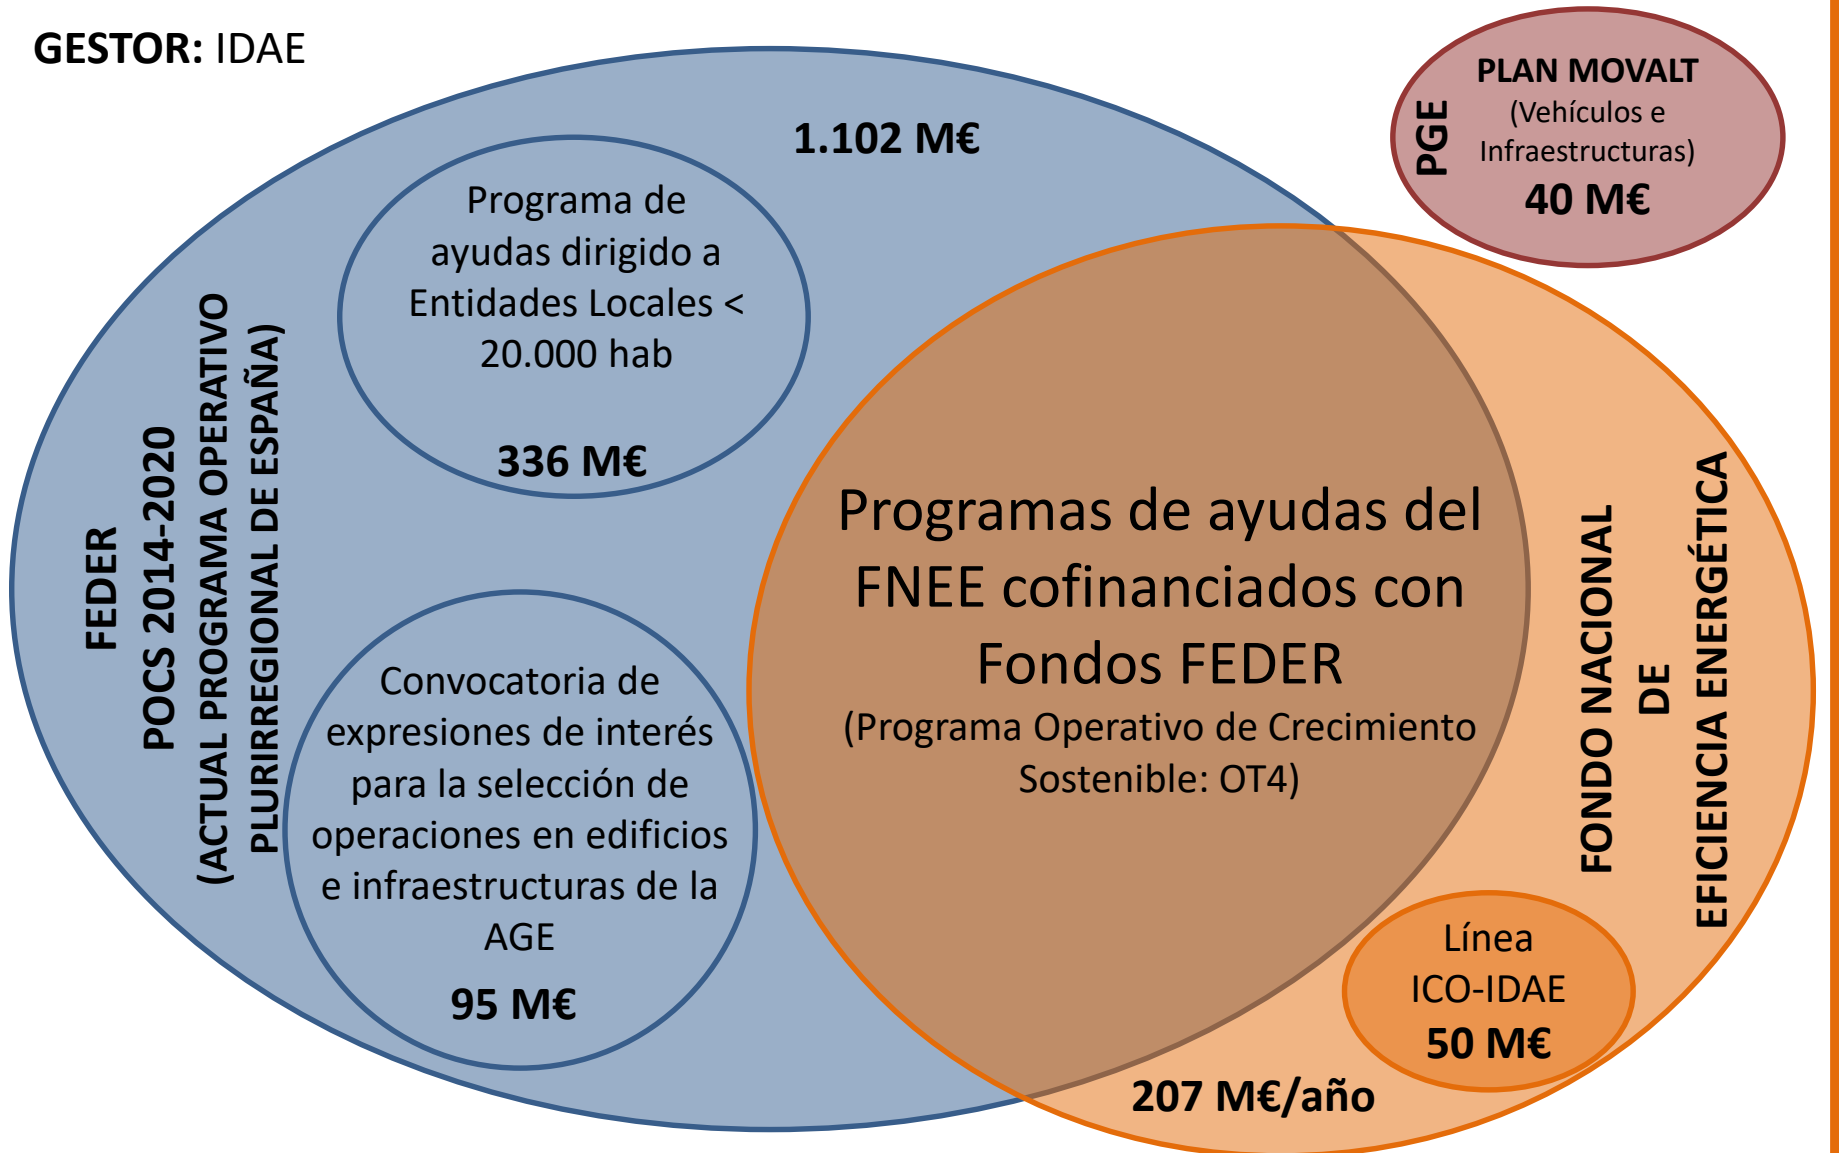 GESTOR: IDAE
1.102 M€
Programa de
ayudas dirigido a
Entidades Locales <
20.000 hab
336 M€
FEDER
POCS 2014-2020
(ACTUAL PROGRAMA OPERATIVO
PLURIRREGIONAL DE ESPAÑA)
Convocatoria de
expresiones de interés
para la selección de
operaciones en edificios
e infraestructuras de la
AGE
95 M€
Programas de ayudas del
FNEE cofinanciados con
Fondos FEDER
(Programa Operativo de Crecimiento
Sostenible: OT4)
PGE
PLAN MOVALT
(Vehículos e
Infraestructuras)
40 M€
FONDO NACIONAL
DE
EFICIENCIA ENERGÉTICA
Línea
ICO-IDAE
50 M€
207 M€/año